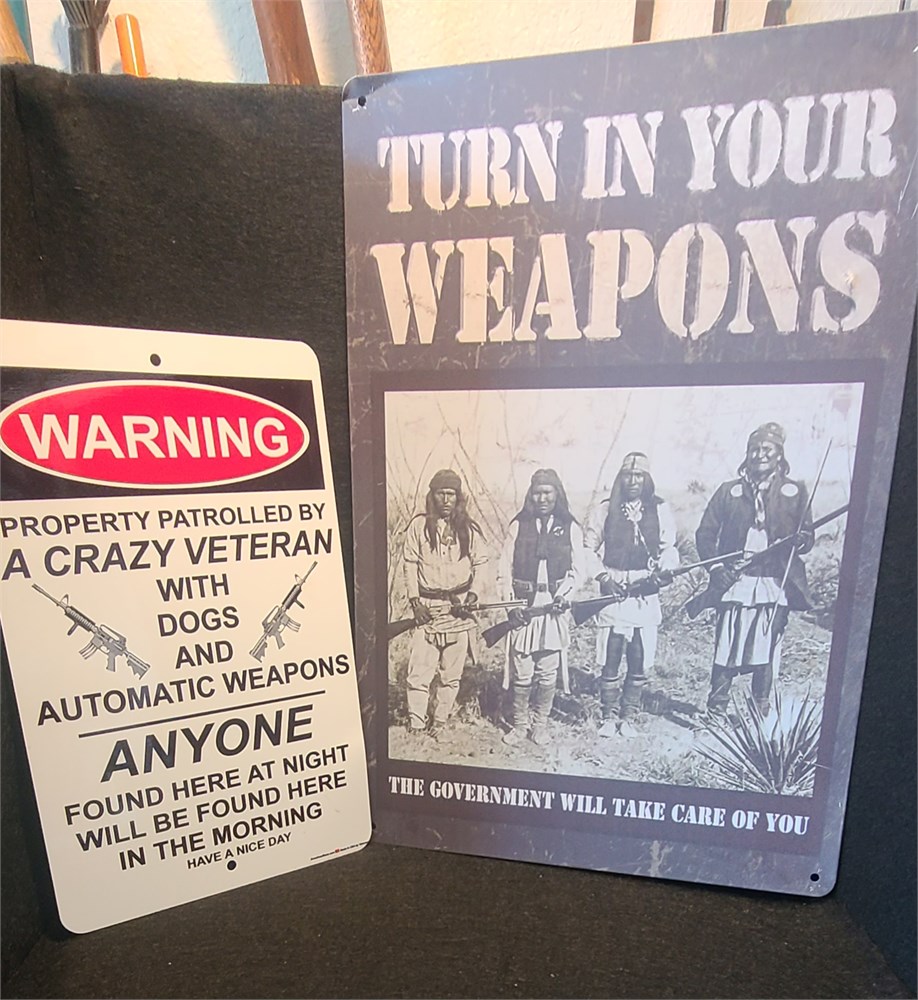 WARNING
PROPERTY PATROLLED BY
A CRAZY VETERAN
WITH
DOGS
AND
AUTOMATIC WEAPONS
ANYONE
FOUND HERE AT NIGHT
WILL BE FOUND HERE
IN THE MORNING
HAVE A NICE DAY
TURN IN YOUR
WEAPONS
THE GOVERNMENT WILL TAKE CARE OF YOU